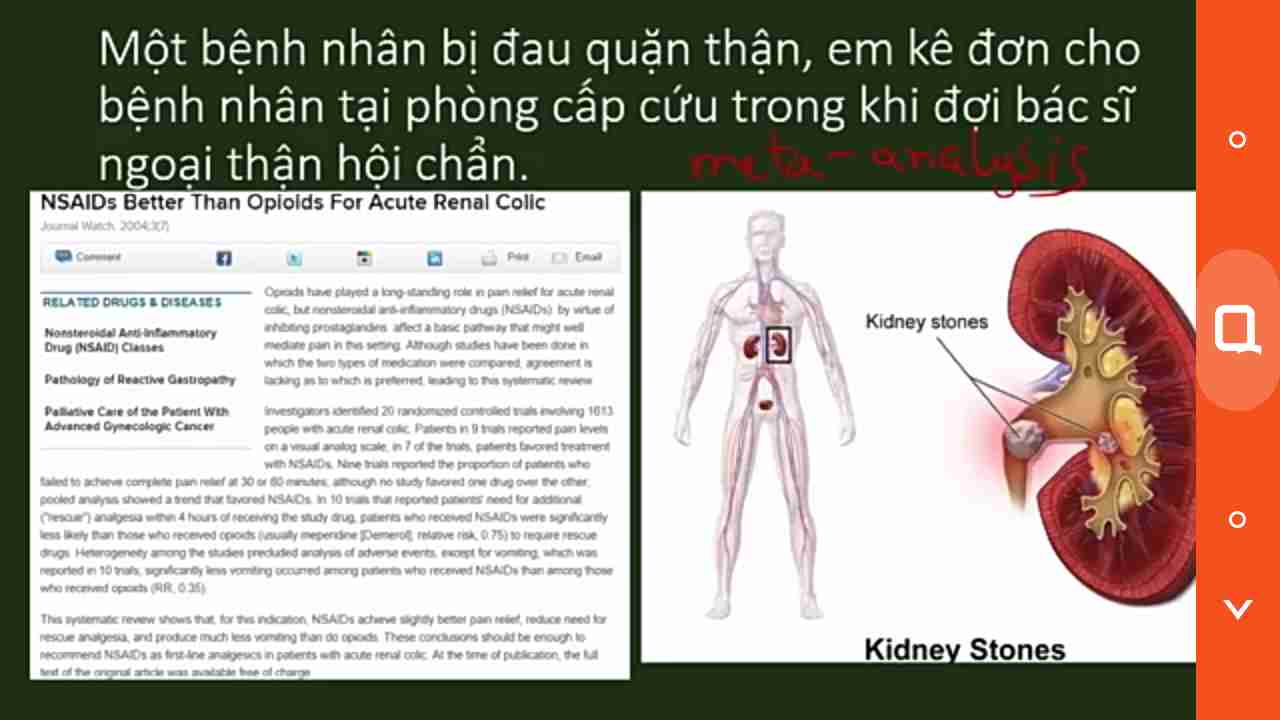 Một bệnh nhân bị đau quặn thận, em kê đơn cho
bệnh nhân tại phòng cấp cứu trong khi đợi bác sĩ
ngoại thận hội chẩn.
meta-analysis
NSAIDs Better Than Opioids For Acute Renal Colic
Journal Watch. 2004;3(7)
Comment Print Email
RELATED DRUGS & DISEASES
Nonsteroidal Anti-Inflammatory
Drug (NSAID) Classes
Pathology of Reactive Gastropathy
Palliative Care of the Patient With
Advanced Gynecologic Cancer
Opioids have played a long-standing role in pain relief for acute renal
colic, but nonsteroidal anti-inflammatory drugs (NSAIDs) by virtue of
inhibiting prostaglandins affect a basic pathway that might well
mediate pain in this setting. Although studies have been done in
which the two types of medication were compared, agreement is
lacking as to which is preferred, leading to this systematic review
Investigators identified 20 randomized controlled trials involving 1613
people with acute renal colic. Patients in 9 trials reported pain levels
on a visual analog scale, in 7 of the trials, patients favored treatment
with NSAIDs. Nine trials reported the proportion of patients who
failed to achieve complete pain relief at 30 or 60 minutes; although no study favored one drug over the other,
pooled analysis showed a trend that favored NSAIDs. In 10 trials that reported patients' need for additional
("rescue") analgesia within 4 hours of receiving the study drug, patients who received NSAIDs were significantly
less likely than those who received opioids (usually meperidine [Demerol]; relative risk, 0.75) to require rescue
drugs. Heterogeneity among the studies precluded analysis of adverse events, except for vomiting, which was
reported in 10 trials; significantly less vomiting occurred among patients who received NSAIDs than among those
who received opioids (RR, 0.35).
This systematic review shows that, for this indication, NSAIDs achieve slightly better pain relief, reduce need for
rescue analgesia, and produce much less vomiting than do opioids. These conclusions should be enough to
recommend NSAIDs as first-line analgesics in patients with acute renal colic. At the time of publication, the full
text of the original article was available free of charge
Kidney stones
Kidney Stones